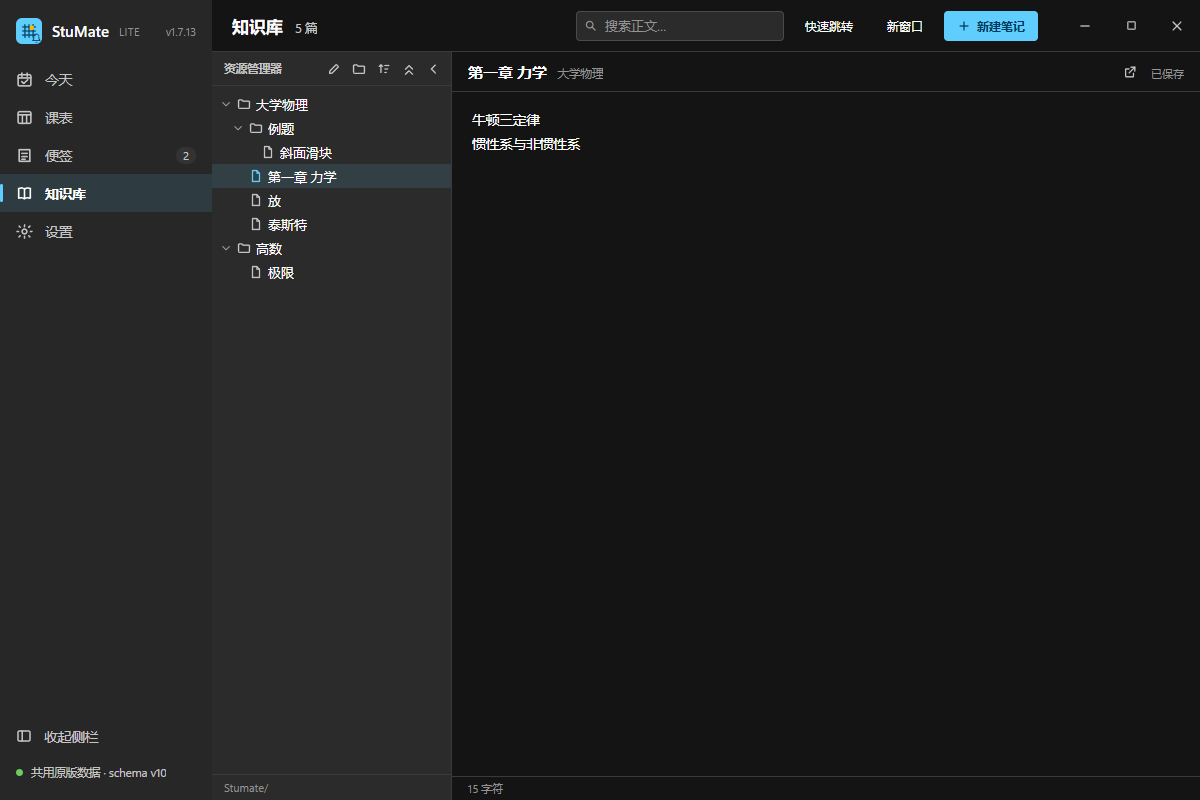 StuMate LITE v1.7.13
今天
课表
便签 2
知识库
设置
收起侧栏
共用原版数据 · schema v10
知识库 5 篇
搜索正文...
快速跳转
新窗口
新建笔记
资源管理器
大学物理
例题
斜面滑块
第一章 力学
放
泰斯特
高数
极限
Stumate/
第一章 力学 大学物理
已保存
牛顿三定律
惯性系与非惯性系
15 字符